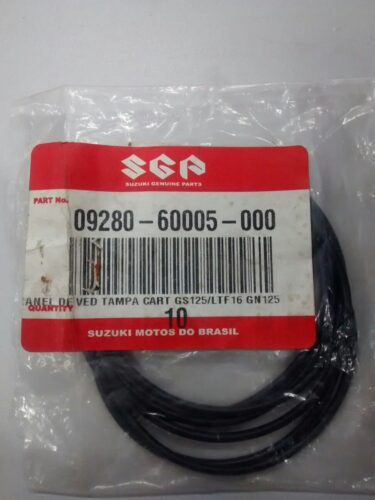 SGP
SUZUKI GENUINE PARTS
PART No.
09280-60005-000
ANEL DE VED TAMPA CART GS125/LTF16 GN125
QUANTITY
10
SUZUKI MOTOS DO BRASIL